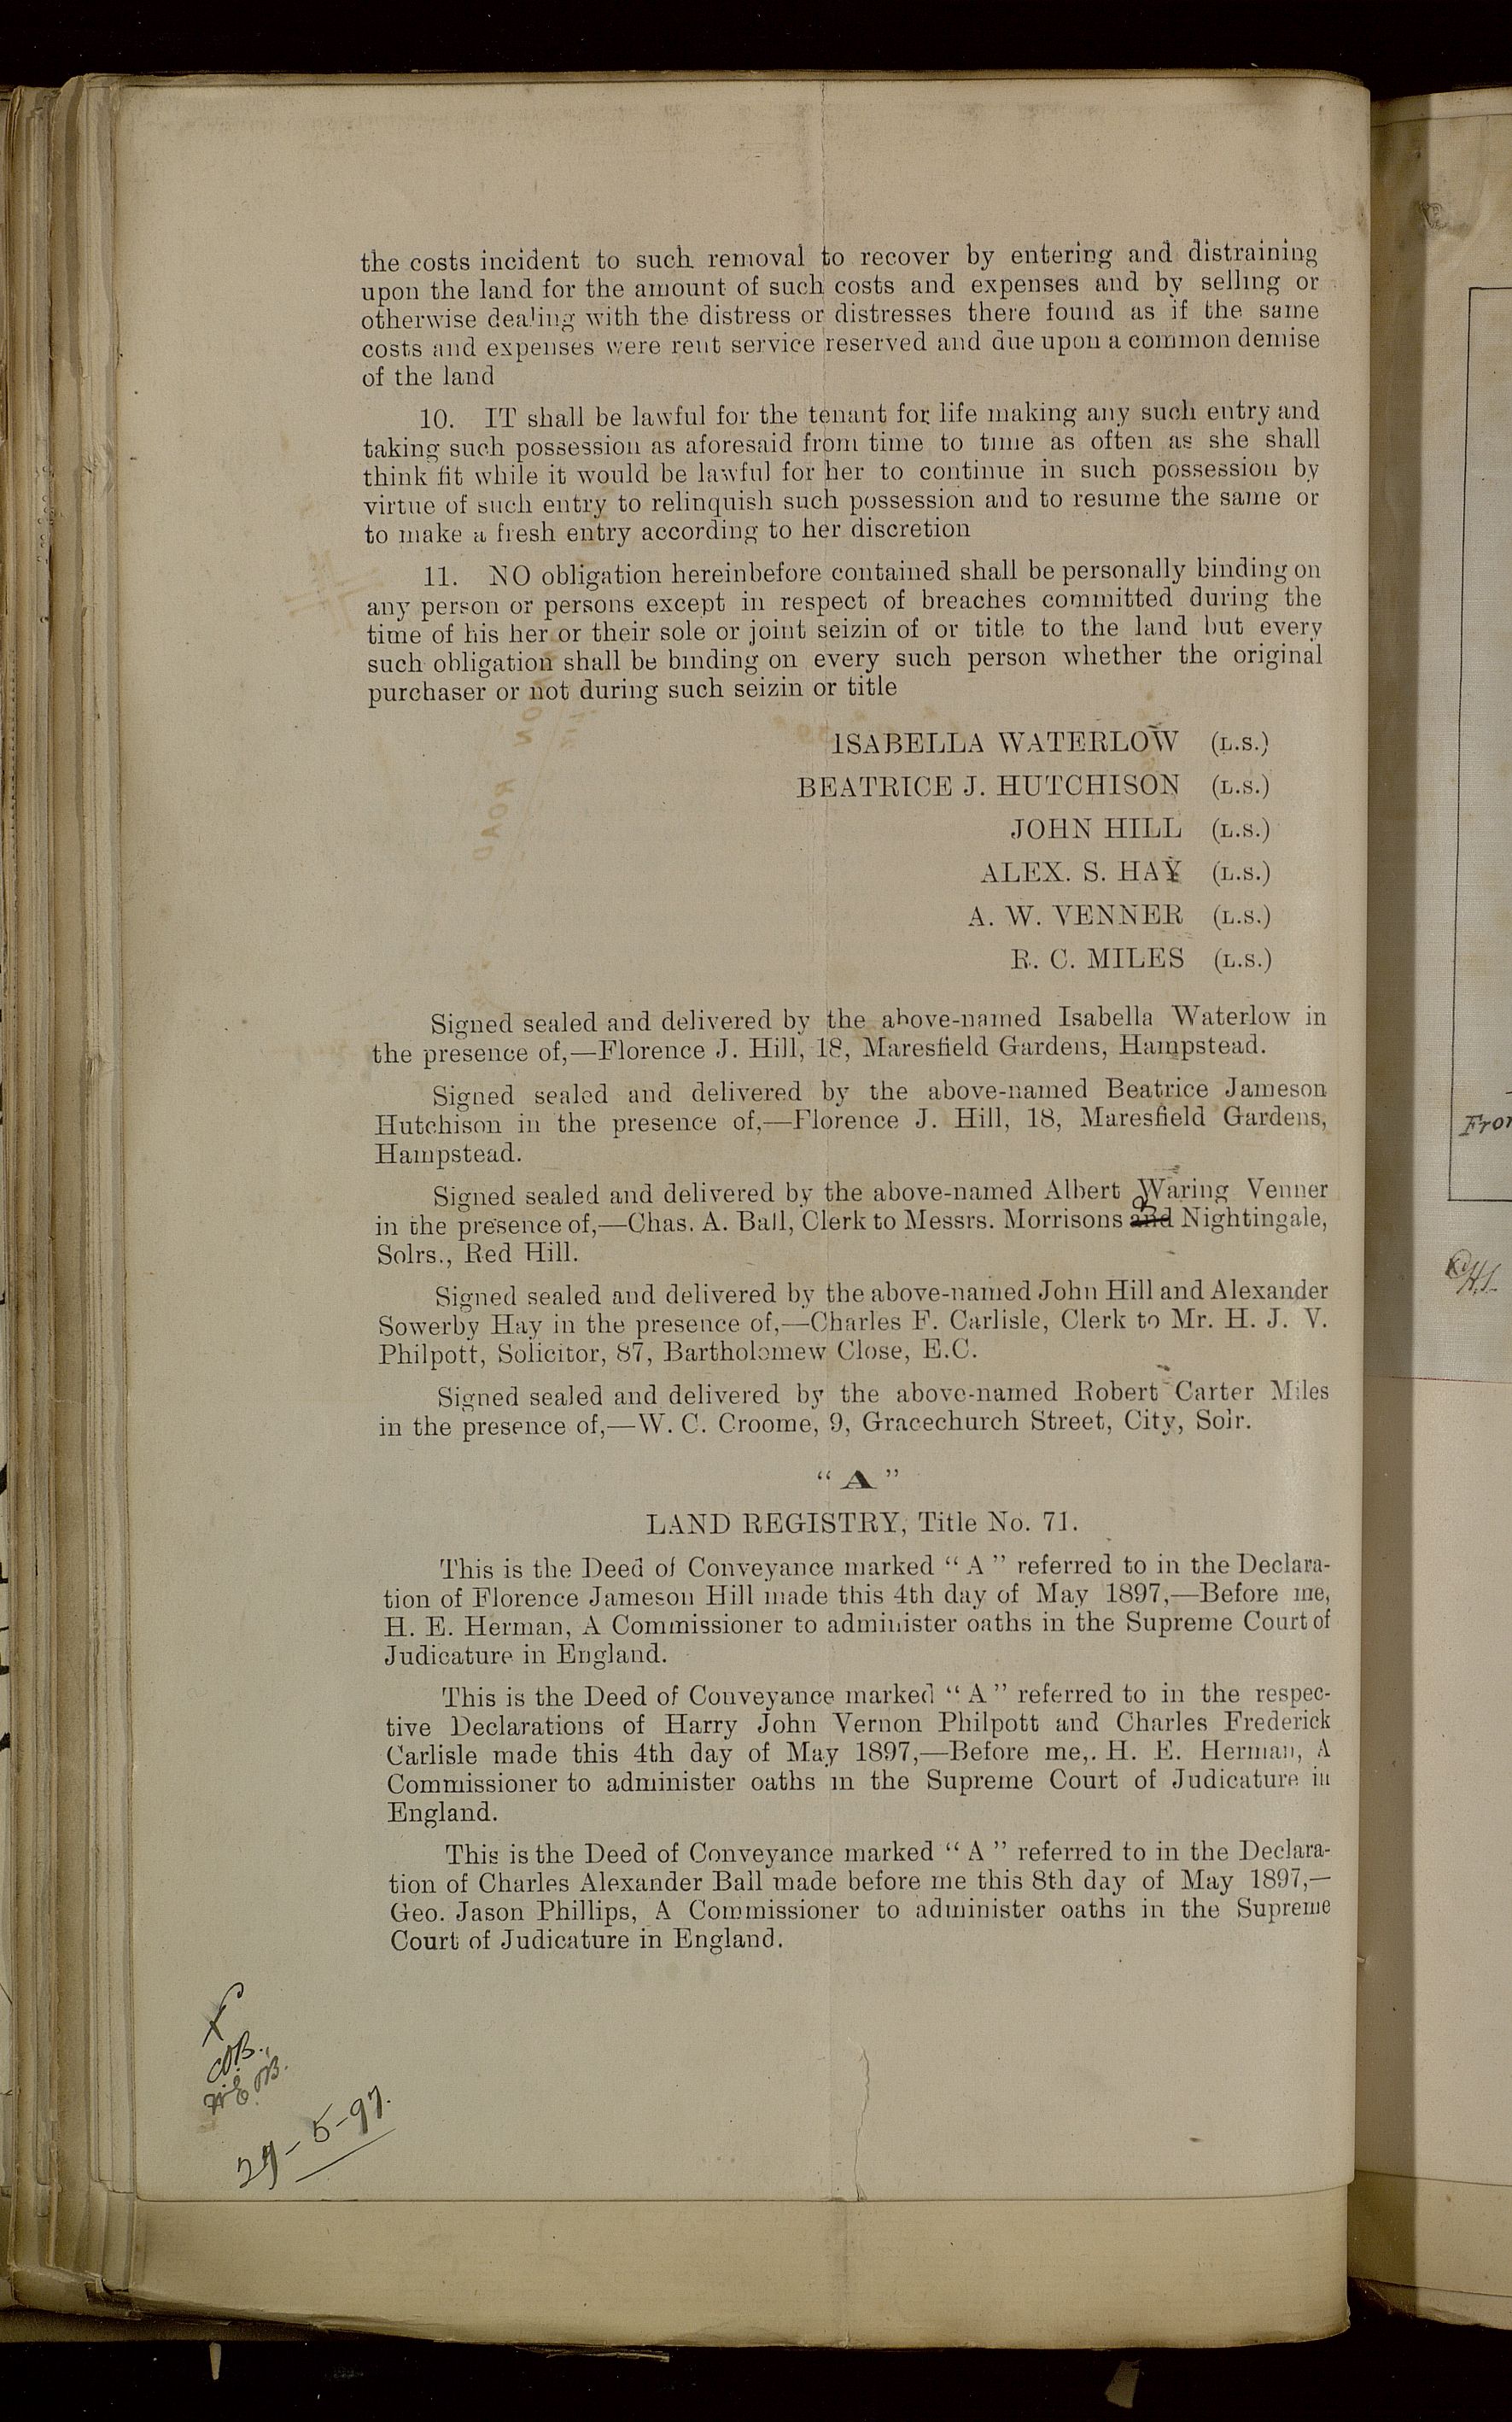 the costs incident to such removal to recover by entering and distraining
upon the land for the amount of such costs and expenses and by selling or
otherwise dealing with the distress or distresses there found as if the same
costs and expenses were rent service reserved and due upon a common demise
of the land
10. IT shall be lawful for the tenant for life making any such entry and
taking such possession as aforesaid from time to time as often as she shall
think fit while it would be lawful for her to continue in such possession by
virtue of such entry to relinquish such possession and to resume the same or
to make a fresh entry according to her discretion
11. NO obligation hereinbefore contained shall be personally binding on
any person or persons except in respect of breaches committed during the
time of his her or their sole or joint seizin of or title to the land but every
such obligation shall be binding on every such person whether the original
purchaser or not during such seizin or title
ISABELLA WATERLOW (L.S.)
BEATRICE J. HUTCHISON (L.S.)
JOHN HILL (L.S.)
ALEX. S. HAY (L.S.)
A. W. VENNER (L.S.)
R. C. MILES (L.S.)
Signed sealed and delivered by the above-named Isabella Waterlow in
the presence of,—Florence J. Hill, 18, Maresfield Gardens, Hampstead.
Signed sealed and delivered by the above-named Beatrice Jameson
Hutchison in the presence of,—Florence J. Hill, 18, Maresfield Gardens,
Hampstead.
Signed sealed and delivered by the above-named Albert Waring Venner
in the presence of,—Chas. A. Ball, Clerk to Messrs. Morrisons and Nightingale,
Solrs., Red Hill.
Signed sealed and delivered by the above-named John Hill and Alexander
Sowerby Hay in the presence of,—Charles F. Carlisle, Clerk to Mr. H. J. V.
Philpott, Solicitor, 87, Bartholomew Close, E.C.
Signed sealed and delivered by the above-named Robert Carter Miles
in the presence of,—W. C. Croome, 9, Gracechurch Street, City, Solr.
"A"
LAND REGISTRY, Title No. 71.
This is the Deed of Conveyance marked "A" referred to in the Declara-
tion of Florence Jameson Hill made this 4th day of May 1897,—Before me,
H. E. Herman, A Commissioner to administer oaths in the Supreme Court of
Judicature in England.
This is the Deed of Conveyance marked "A" referred to in the respec-
tive Declarations of Harry John Vernon Philpott and Charles Frederick
Carlisle made this 4th day of May 1897,—Before me,. H. E. Herman, A
Commissioner to administer oaths in the Supreme Court of Judicature in
England.
This is the Deed of Conveyance marked "A" referred to in the Declara-
tion of Charles Alexander Ball made before me this 8th day of May 1897,—
Geo. Jason Phillips, A Commissioner to administer oaths in the Supreme
Court of Judicature in England.
29-5-97.